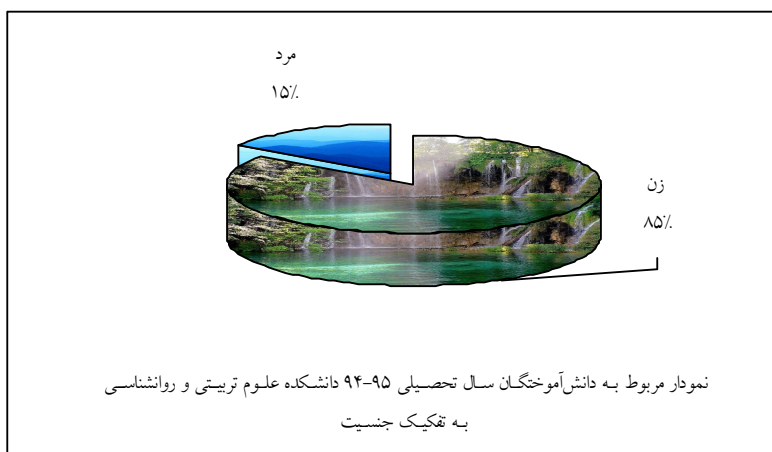 مرد
۱۵٪
زن
۸۵٪
نمودار مربوط به دانش‌آموختگان سال تحصیلی ۹۵-۹۴ دانشکده علوم تربیتی و روانشناسی
به تفکیک جنسیت